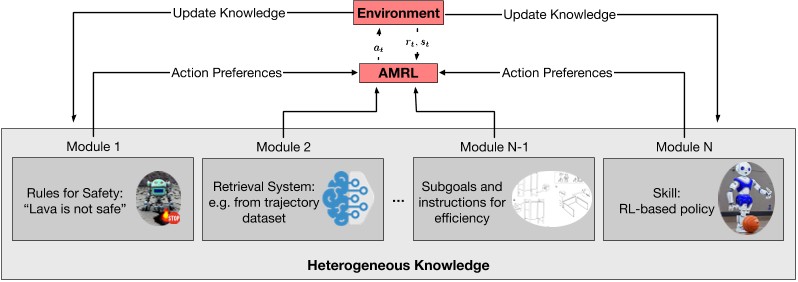 Update Knowledge
Environment
Update Knowledge
a_t
r_t, s_t
Action Preferences
AMRL
Action Preferences
Module 1
Module 2
Module N-1
Module N
Rules for Safety:
“Lava is not safe”
STOP
Retrieval System:
e.g. from trajectory
dataset
...
Subgoals and
instructions for
efficiency
Skill:
RL-based policy
Heterogeneous Knowledge